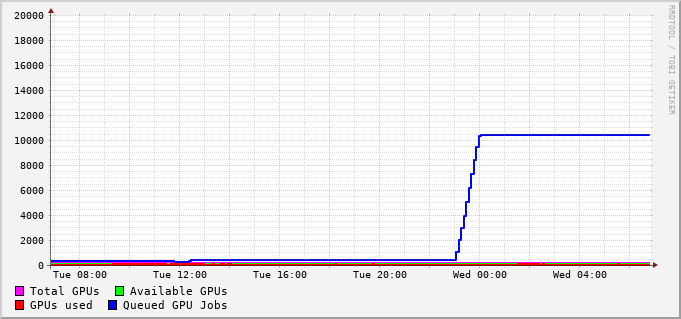 20000
18000
16000
14000
12000
10000
8000
6000
4000
2000
0
Tue 08:00 Tue 12:00 Tue 16:00 Tue 20:00 Wed 00:00 Wed 04:00
Total GPUs Available GPUs
GPUs used Queued GPU Jobs
RRDTOOL / TOBI OETIKER